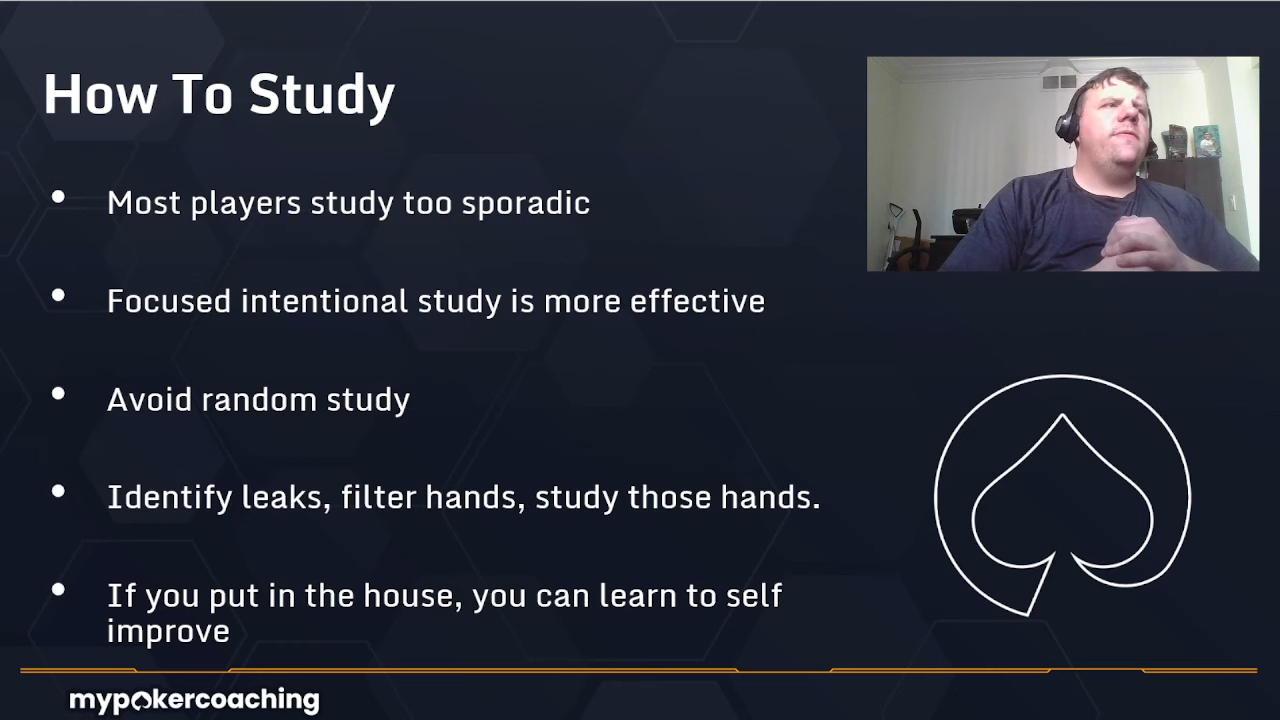 How To Study
Most players study too sporadic
Focused intentional study is more effective
Avoid random study
Identify leaks, filter hands, study those hands.
If you put in the house, you can learn to self
improve
mypokercoaching